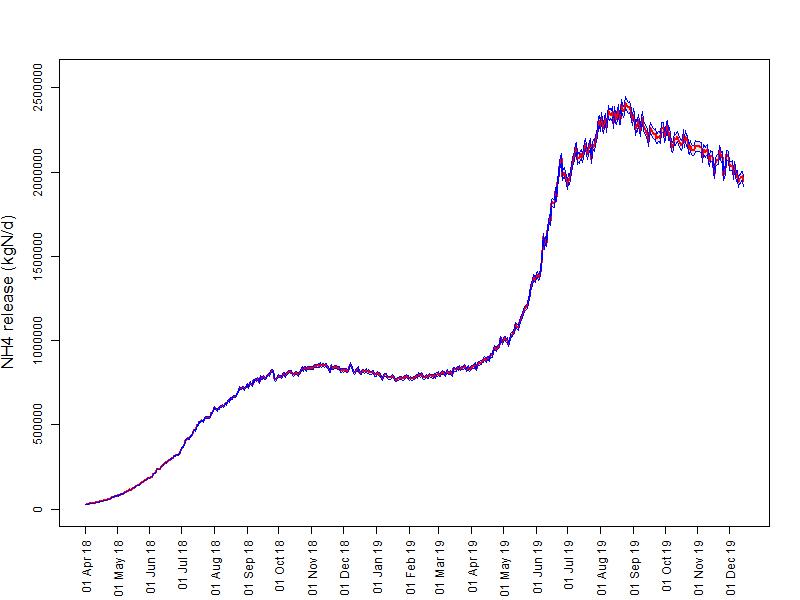 NH4 release (kgN/d)
2500000
2000000
1500000
1000000
500000
0
01 Apr 18
01 May 18
01 Jun 18
01 Jul 18
01 Aug 18
01 Sep 18
01 Oct 18
01 Nov 18
01 Dec 18
01 Jan 19
01 Feb 19
01 Mar 19
01 Apr 19
01 May 19
01 Jun 19
01 Jul 19
01 Aug 19
01 Sep 19
01 Oct 19
01 Nov 19
01 Dec 19